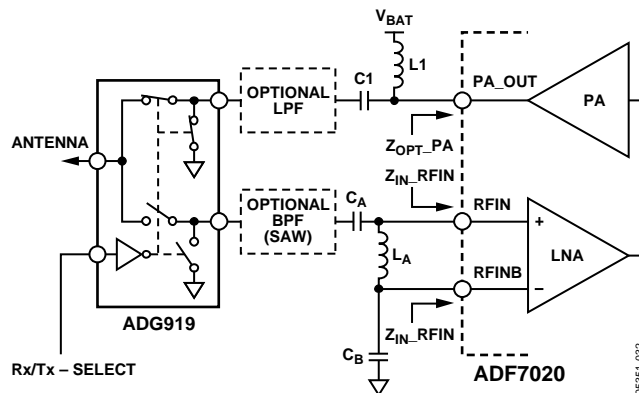 VBAT
L1
C1
PA_OUT
PA
OPTIONAL
LPF
ANTENNA
ZOPT_PA
ZIN_RFIN
CA
RFIN
OPTIONAL
BPF
(SAW)
+
LA
LNA
RFINB
−
ADG919
ZIN_RFIN
CB
Rx/Tx – SELECT
ADF7020